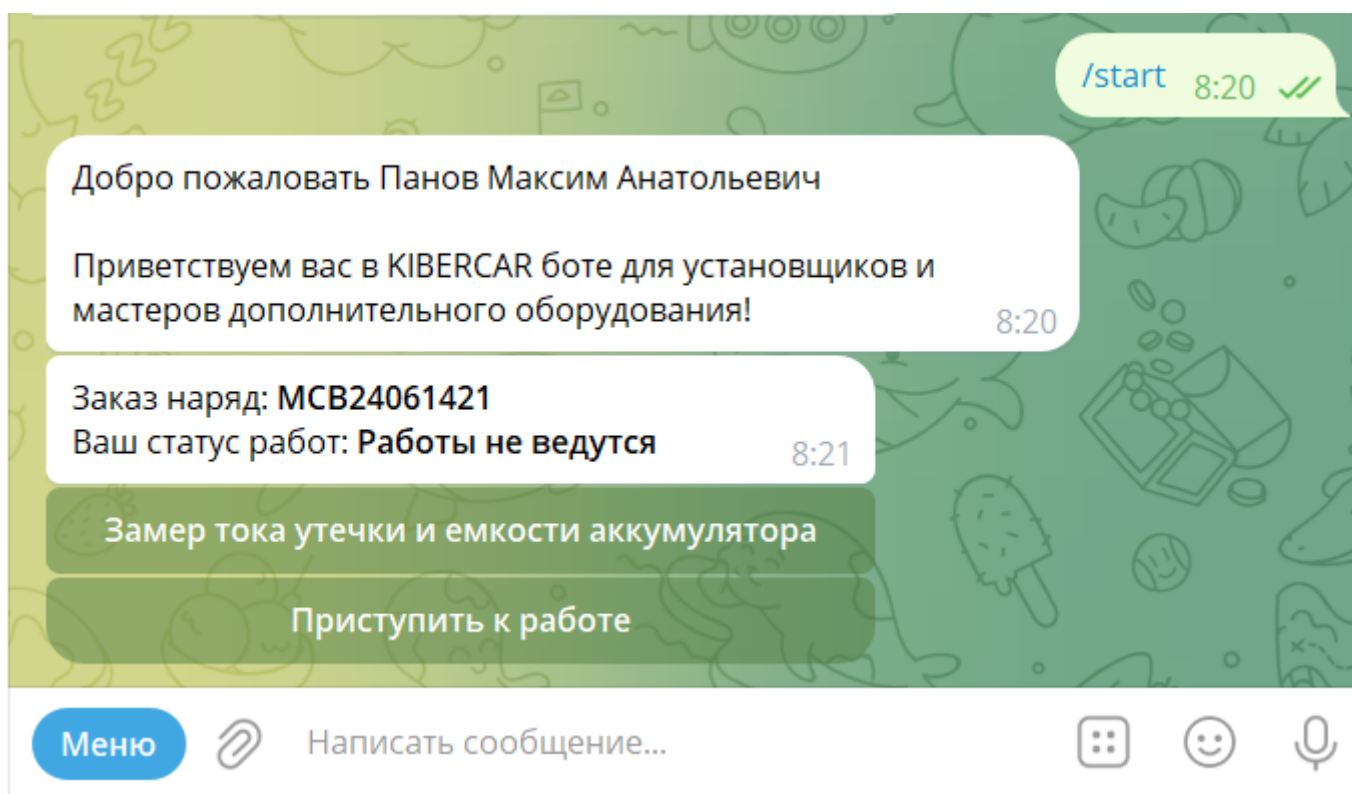 /start 8:20
Добро пожаловать Панов Максим Анатольевич
Приветствуем вас в KIBERCAR боте для установщиков и
мастеров дополнительного оборудования!
8:20
Заказ наряд: МСВ24061421
Ваш статус работ: Работы не ведутся
8:21
Замер тока утечки и емкости аккумулятора
Приступить к работе
Меню
Написать сообщение...